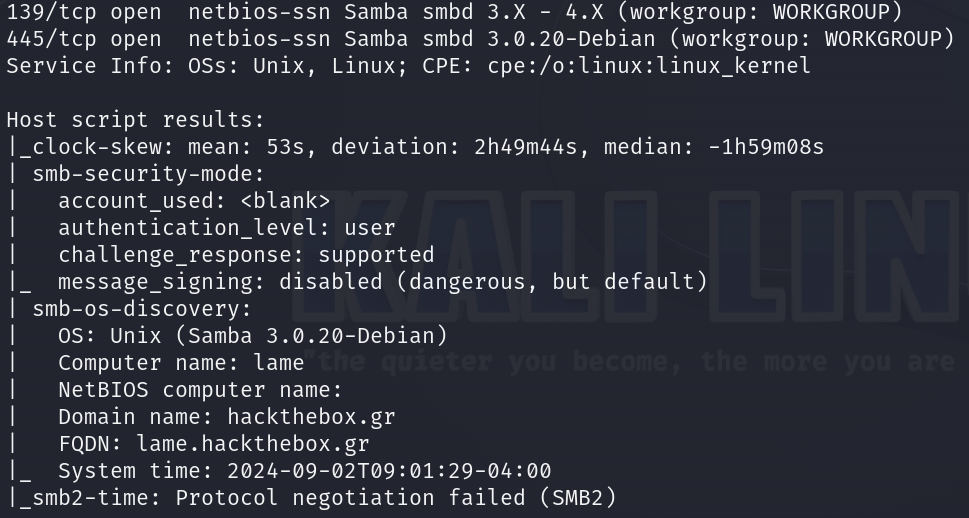 139/tcp open  netbios-ssn Samba smbd 3.X - 4.X (workgroup: WORKGROUP)
445/tcp open  netbios-ssn Samba smbd 3.0.20-Debian (workgroup: WORKGROUP)
Service Info: OSs: Unix, Linux; CPE: cpe:/o:linux:linux_kernel

Host script results:
|_clock-skew: mean: 53s, deviation: 2h49m44s, median: -1h59m08s
| smb-security-mode:
|   account_used: <blank>
|   authentication_level: user
|   challenge_response: supported
|_  message_signing: disabled (dangerous, but default)
| smb-os-discovery:
|   OS: Unix (Samba 3.0.20-Debian)
|   Computer name: lame
|   NetBIOS computer name:
|   Domain name: hackthebox.gr
|   FQDN: lame.hackthebox.gr
|_  System time: 2024-09-02T09:01:29-04:00
|_smb2-time: Protocol negotiation failed (SMB2)
KALI LIN
"the quieter you become, the more you are